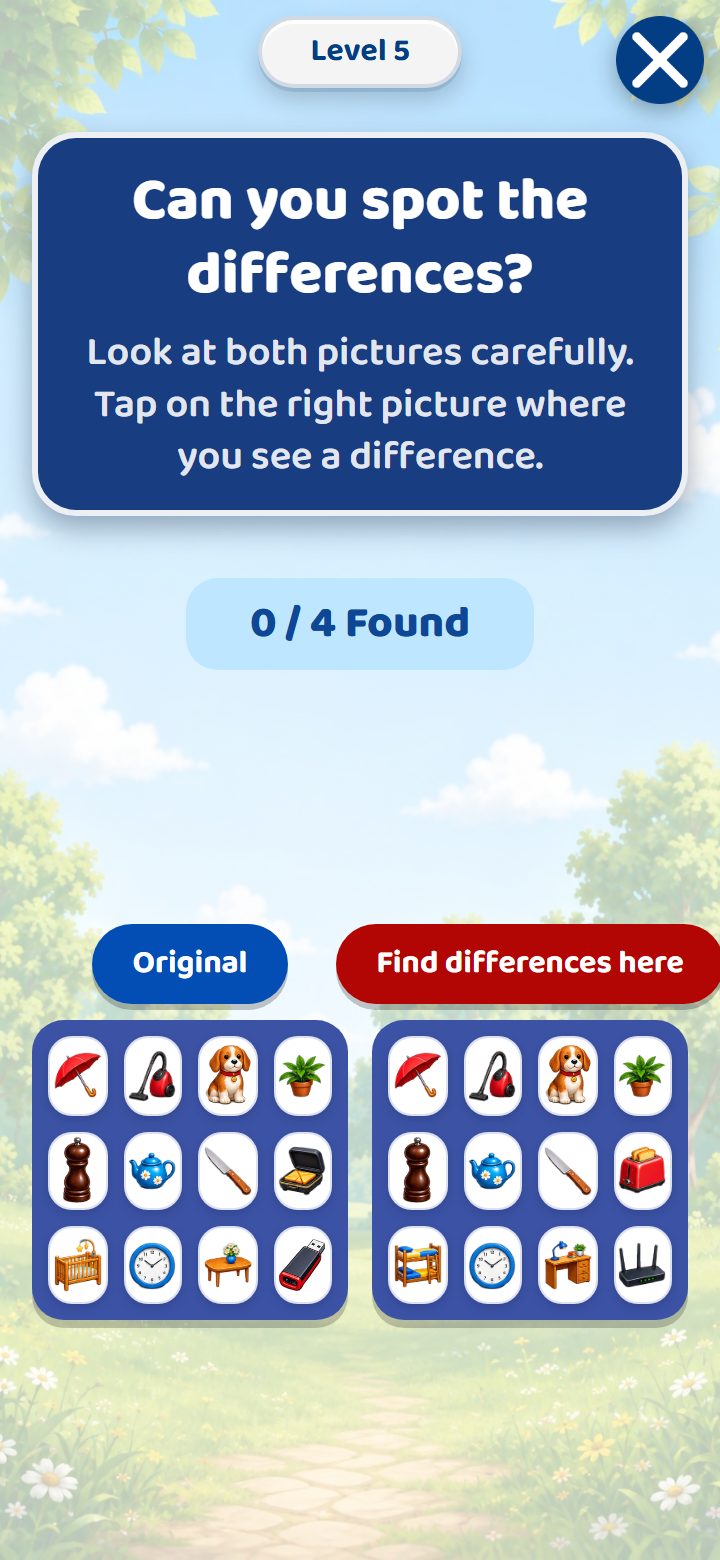 Level 5
Can you spot the
differences?
Look at both pictures carefully.
Tap on the right picture where
you see a difference.
0 / 4 Found
Original
Find differences here